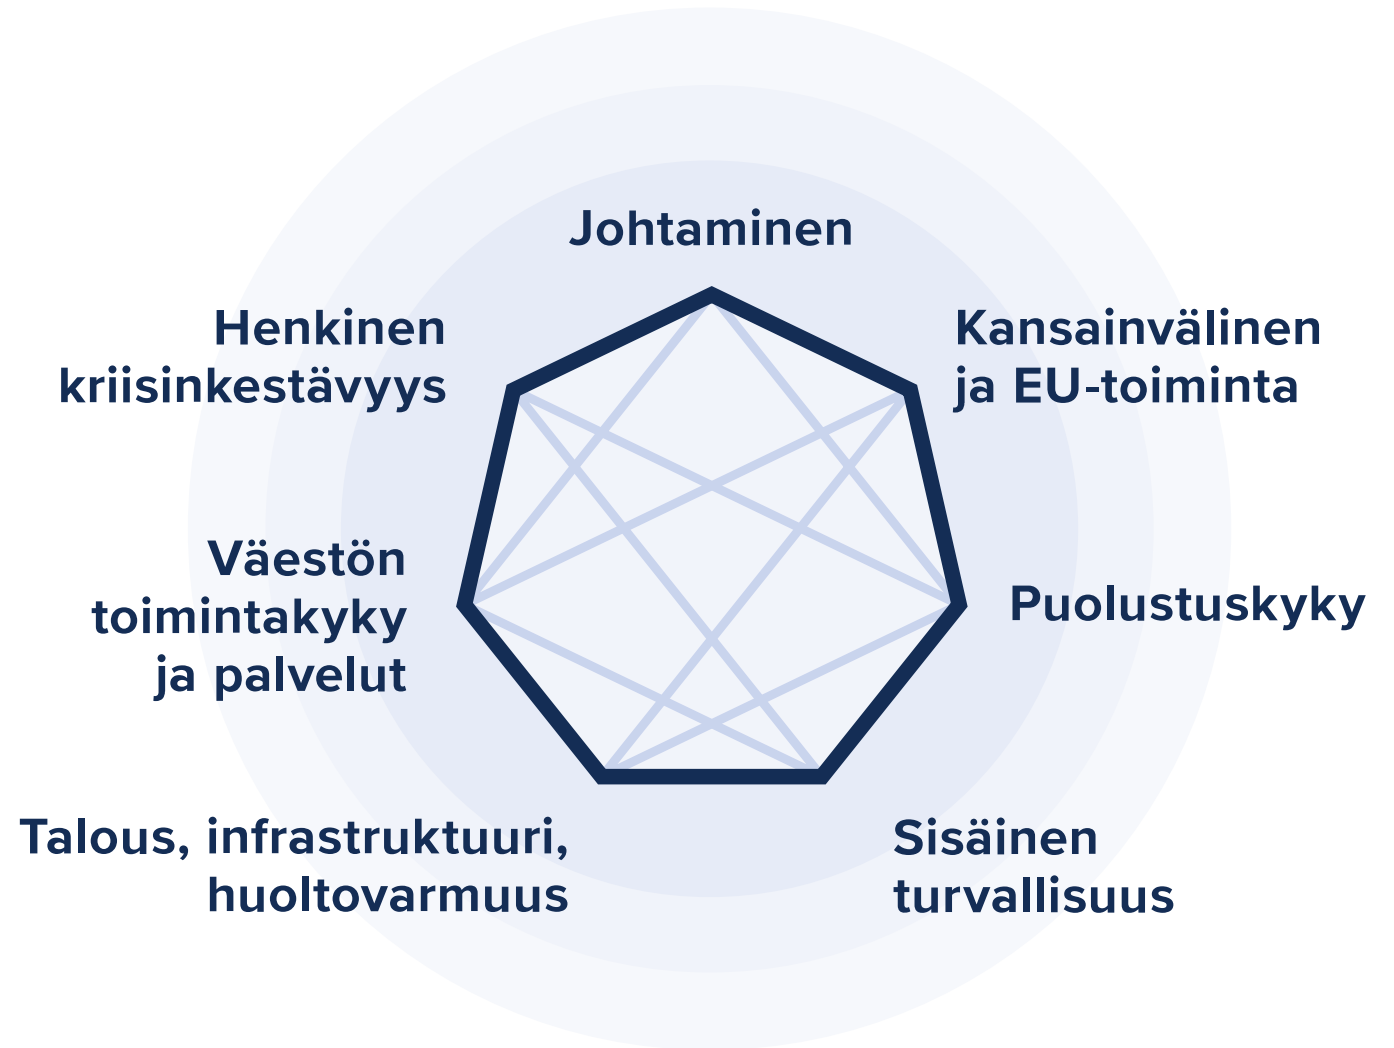 Johtaminen
Henkinen
kriisinkestävyys
Kansainvälinen
ja EU-toiminta
Väestön
toimintakyky
ja palvelut
Puolustuskyky
Talous, infrastruktuuri,
huoltovarmuus
Sisäinen
turvallisuus